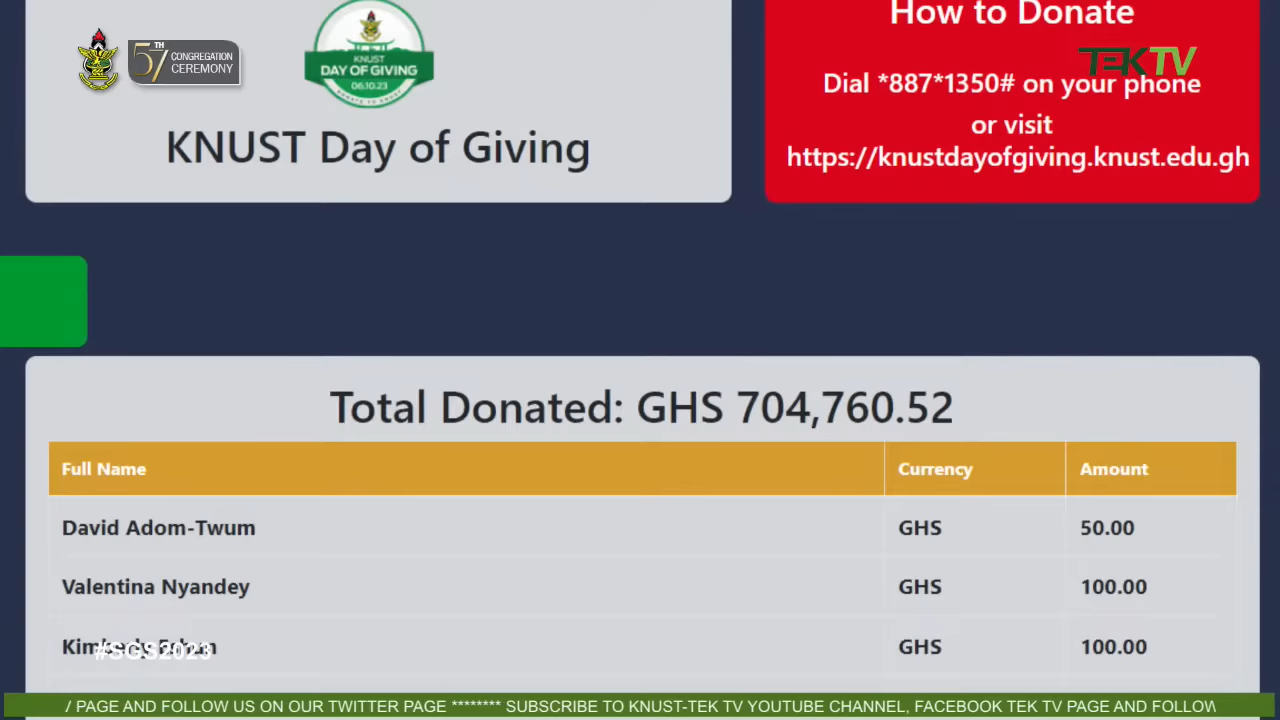 57TH CONGREGATION CEREMONY
KNUST
DAY OF GIVING
06.10.23
KNUST Day of Giving
How to Donate
TEKTV
Dial *887*1350# on your phone
or visit
https://knustdayofgiving.knust.edu.gh
Total Donated: GHS 704,760.52
Full Name Currency Amount
David Adom-Twum GHS 50.00
Valentina Nyandey GHS 100.00
GHS 100.00
#SGS2023
/ PAGE AND FOLLOW US ON OUR TWITTER PAGE ******** SUBSCRIBE TO KNUST-TEK TV YOUTUBE CHANNEL, FACEBOOK TEK TV PAGE AND FOLLOW